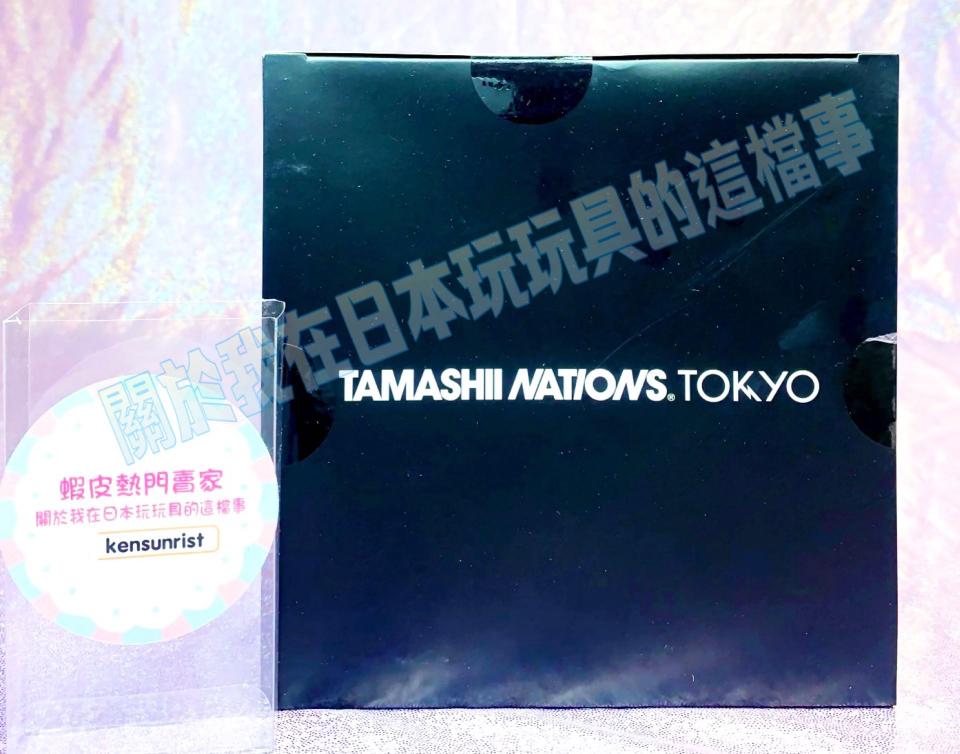 關於我在日本玩玩具的這檔事
TAMASHII NATIONS® TOKYO
蝦皮熱門賣家
關於我在日本玩玩具的這檔事
kensunrist